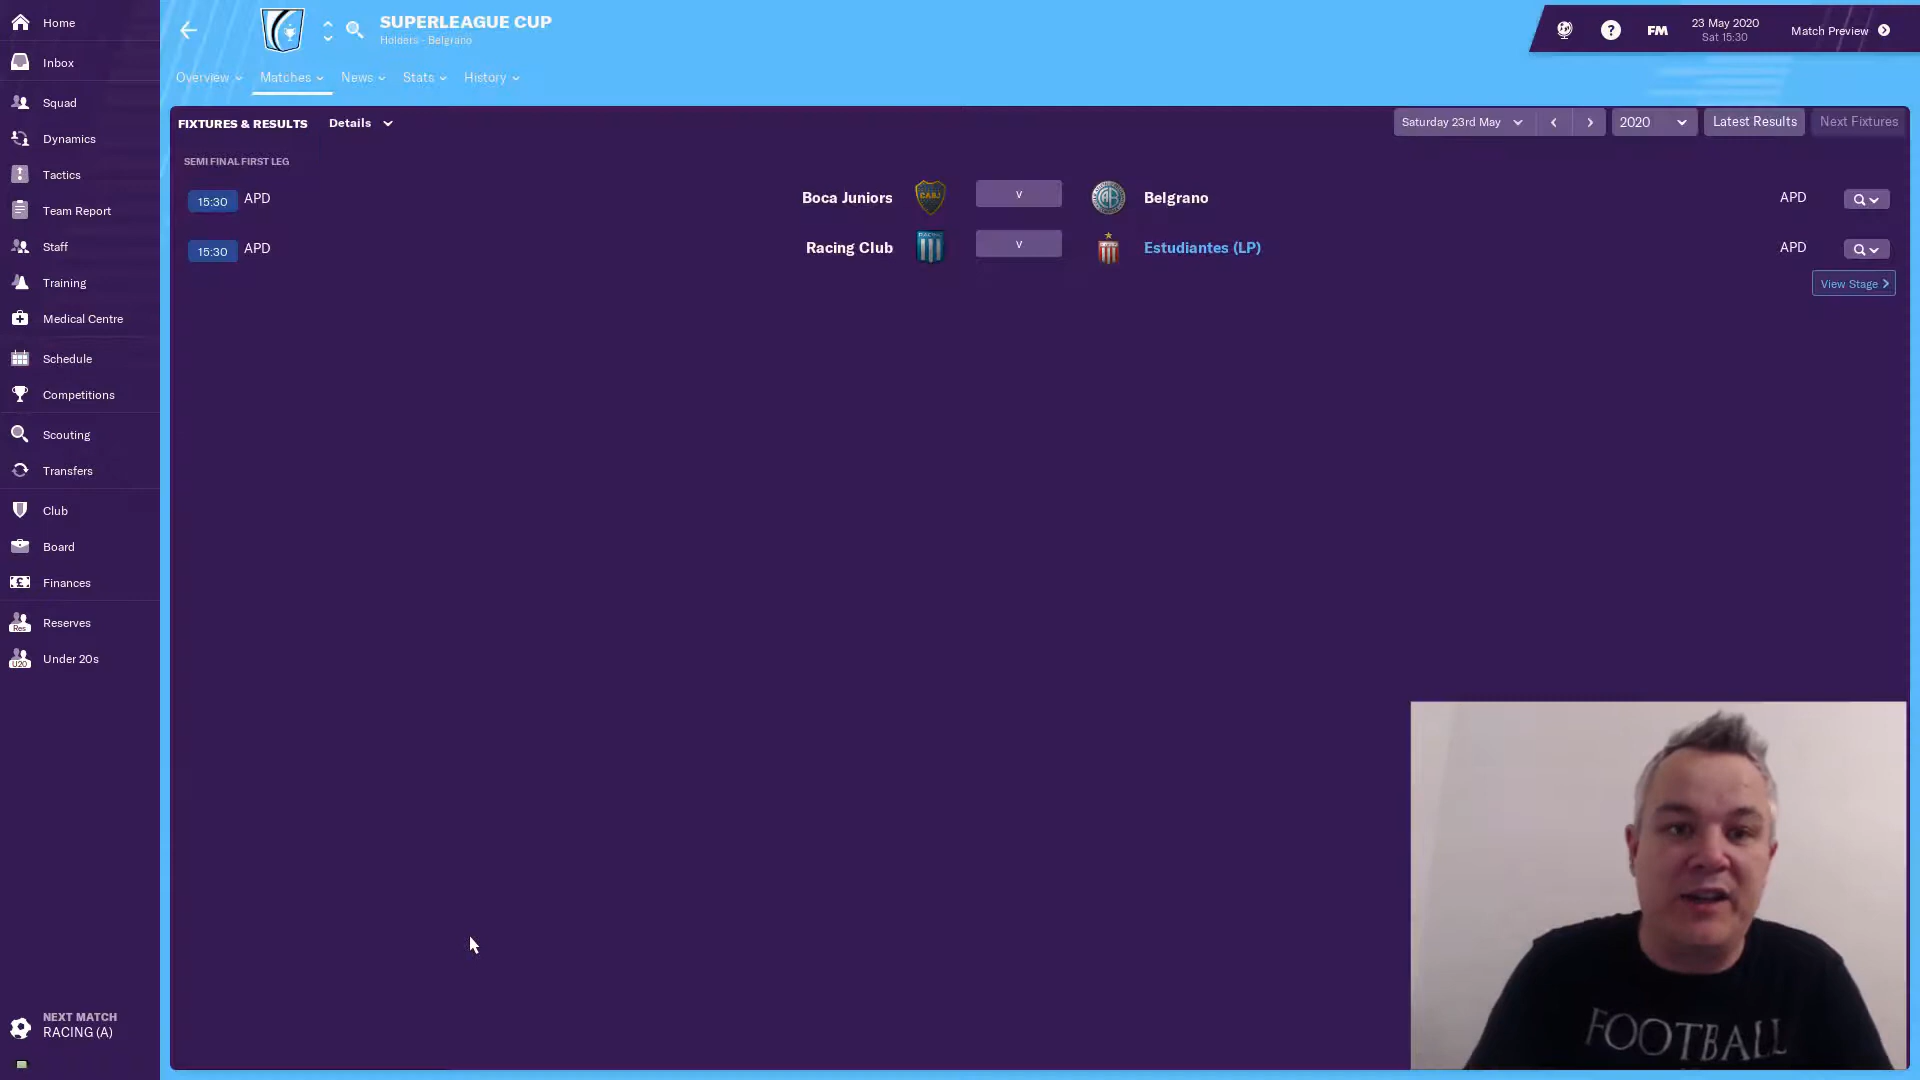 Home
Inbox
Squad
Dynamics
Tactics
Team Report
Staff
Training
Medical Centre
Schedule
Competitions
Scouting
Transfers
Club
Board
Finances
Res
Reserves
U20
Under 20s
NEXT MATCH
RACING (A)
SUPERLEAGUE CUP
Holders - Belgrano
Overview
Matches
News
Stats
History
FM
23 May 2020
Sat 15:30
Match Preview
FIXTURES & RESULTS
Details
Saturday 23rd May
2020
Latest Results
Next Fixtures
SEMI FINAL FIRST LEG
15:30 APD Boca Juniors v Belgrano APD
15:30 APD Racing Club v Estudiantes (LP) APD
View Stage
FOOTBALL